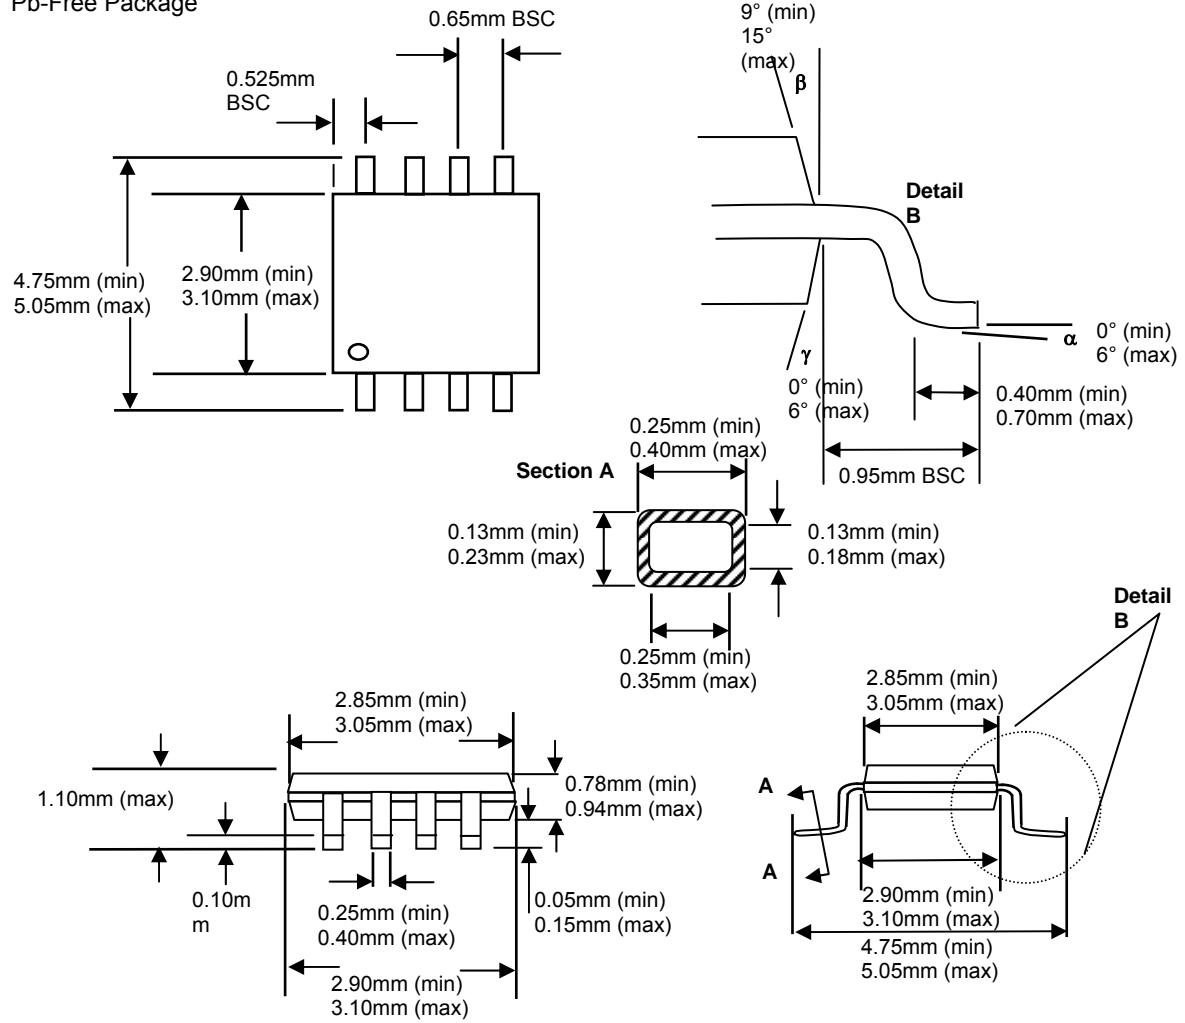 Pb-Free Package
0.65mm BSC
0.525mm
BSC
4.75mm (min)
5.05mm (max)
2.90mm (min)
3.10mm (max)
9° (min)
15°
(max)
β
Detail
B
γ
0° (min)
6° (max)
α
0° (min)
6° (max)
0.40mm (min)
0.70mm (max)
0.95mm BSC
Section A
0.25mm (min)
0.40mm (max)
0.13mm (min)
0.23mm (max)
0.13mm (min)
0.18mm (max)
0.25mm (min)
0.35mm (max)
2.85mm (min)
3.05mm (max)
1.10mm (max)
0.78mm (min)
0.94mm (max)
0.10m
m
0.25mm (min)
0.40mm (max)
0.05mm (min)
0.15mm (max)
2.90mm (min)
3.10mm (max)
Detail
B
2.85mm (min)
3.05mm (max)
A
A
2.90mm (min)
3.10mm (max)
4.75mm (min)
5.05mm (max)